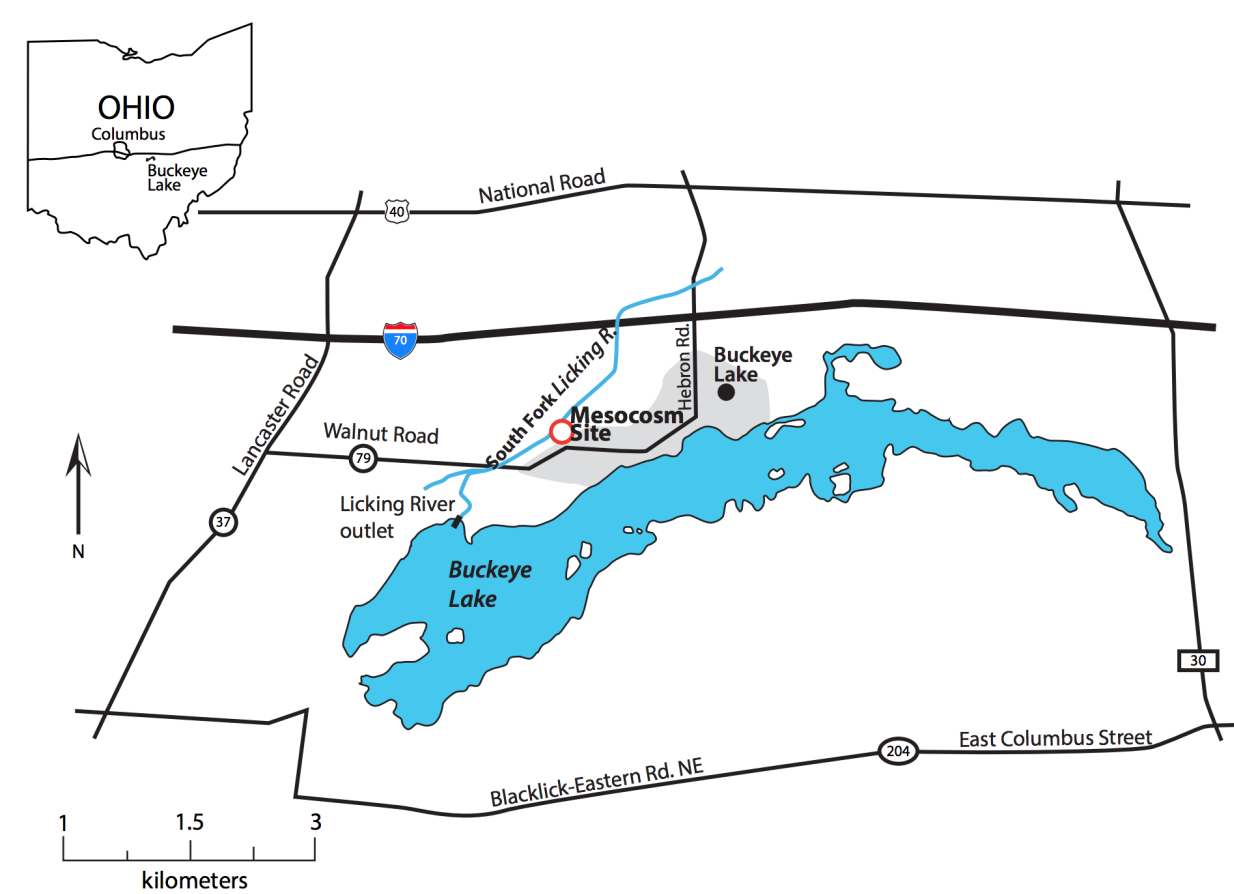 OHIO
Columbus
Buckeye
Lake
National Road
40
70
Hebron Rd.
Buckeye
Lake
South Fork Licking R.
Mesocosm
Site
Lancaster Road
Walnut Road
79
37
Licking River
outlet
N
Buckeye
Lake
30
204
East Columbus Street
Blacklick-Eastern Rd. NE
1 1.5 3
kilometers